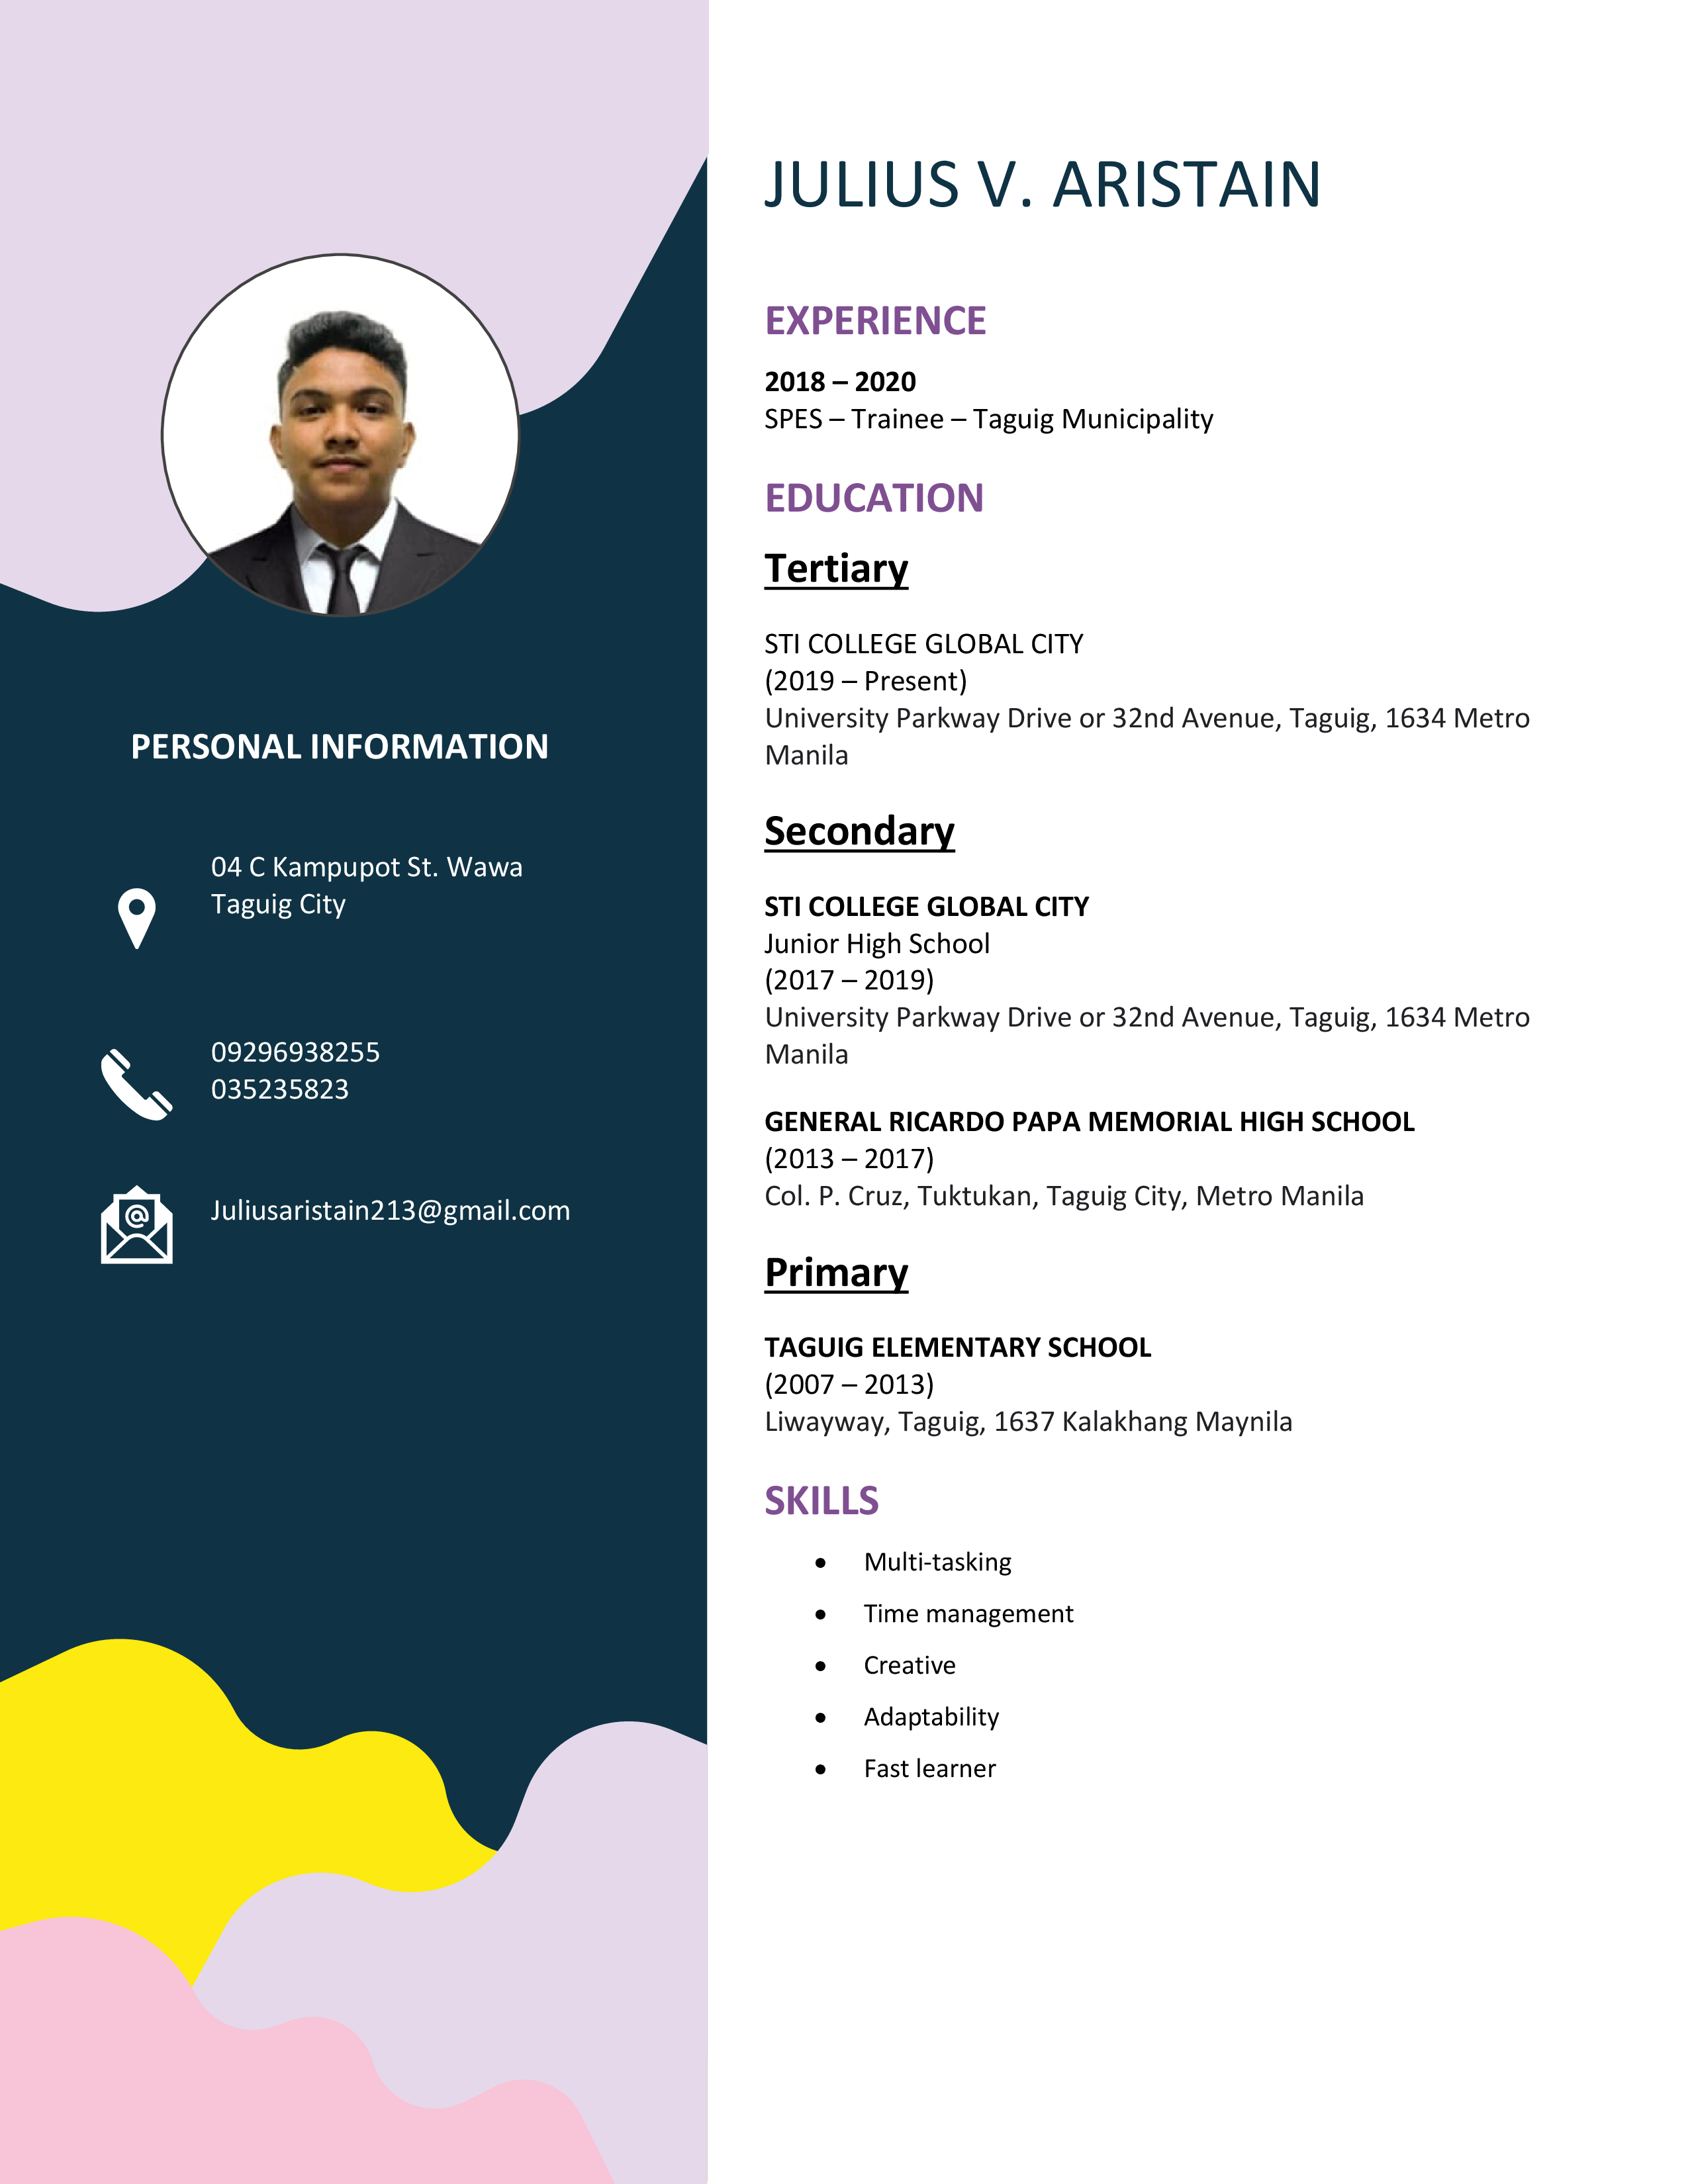 JULIUS V. ARISTAIN
EXPERIENCE
2018 – 2020
SPES – Trainee – Taguig Municipality
EDUCATION
Tertiary
STI COLLEGE GLOBAL CITY
(2019 – Present)
University Parkway Drive or 32nd Avenue, Taguig, 1634 Metro
Manila
Secondary
STI COLLEGE GLOBAL CITY
Junior High School
(2017 – 2019)
University Parkway Drive or 32nd Avenue, Taguig, 1634 Metro
Manila
GENERAL RICARDO PAPA MEMORIAL HIGH SCHOOL
(2013 – 2017)
Col. P. Cruz, Tuktukan, Taguig City, Metro Manila
Primary
TAGUIG ELEMENTARY SCHOOL
(2007 – 2013)
Liwayway, Taguig, 1637 Kalakhang Maynila
SKILLS
• Multi-tasking
• Time management
• Creative
• Adaptability
• Fast learner
PERSONAL INFORMATION
04 C Kampupot St. Wawa
Taguig City
09296938255
035235823
@
Juliusaristain213@gmail.com